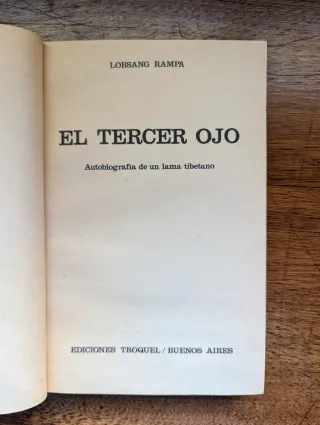 LOBSANG RAMPA
EL TERCER OJO
Autobiografía de un lama tibetano
EDICIONES TROQUEL / BUENOS AIRES